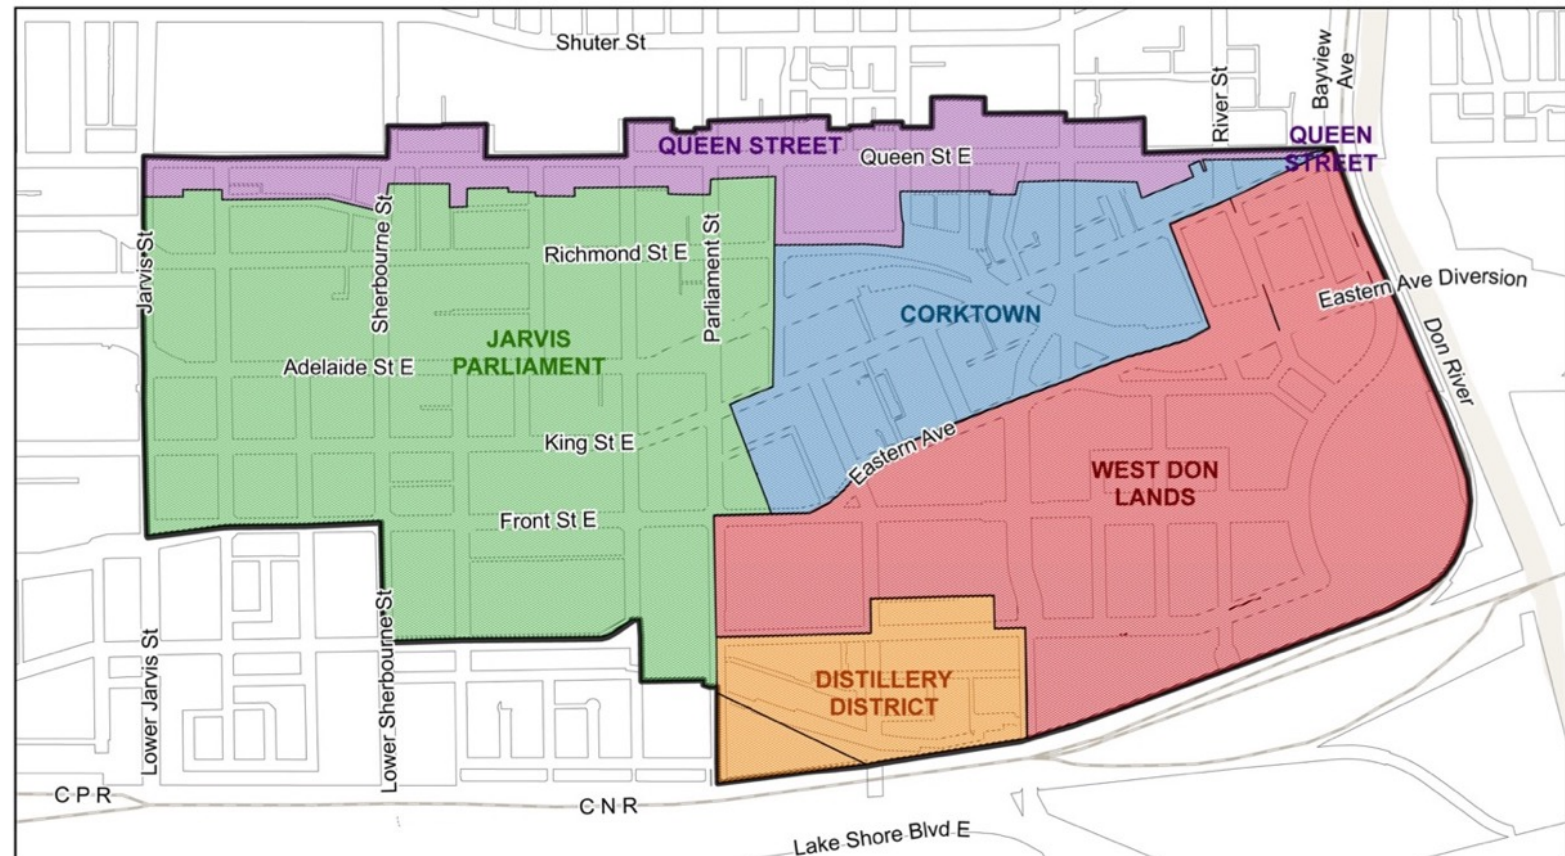 Shuter St
Bayview
Ave
River St
QUEEN STREET
Queen St E
QUEEN
STREET
Jarvis St
Sherbourne St
Richmond St E
Parliament St
Eastern Ave Diversion
CORKTOWN
JARVIS
PARLIAMENT
Adelaide St E
Don River
King St E
Eastern Ave
WEST DON
LANDS
Front St E
Lower Jarvis St
Lower Sherbourne St
DISTILLERY
DISTRICT
C P R
C N R
Lake Shore Blvd E